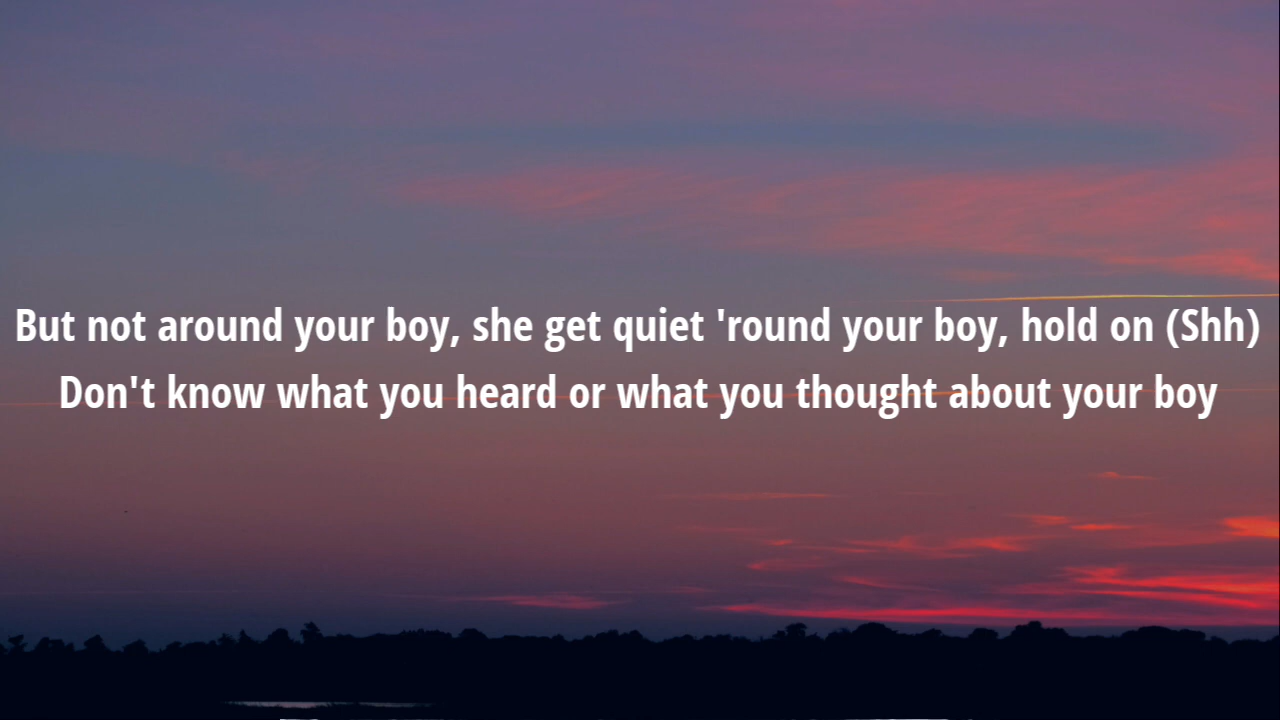 But not around your boy, she get quiet 'round your boy, hold on (Shh)
Don't know what you heard or what you thought about your boy